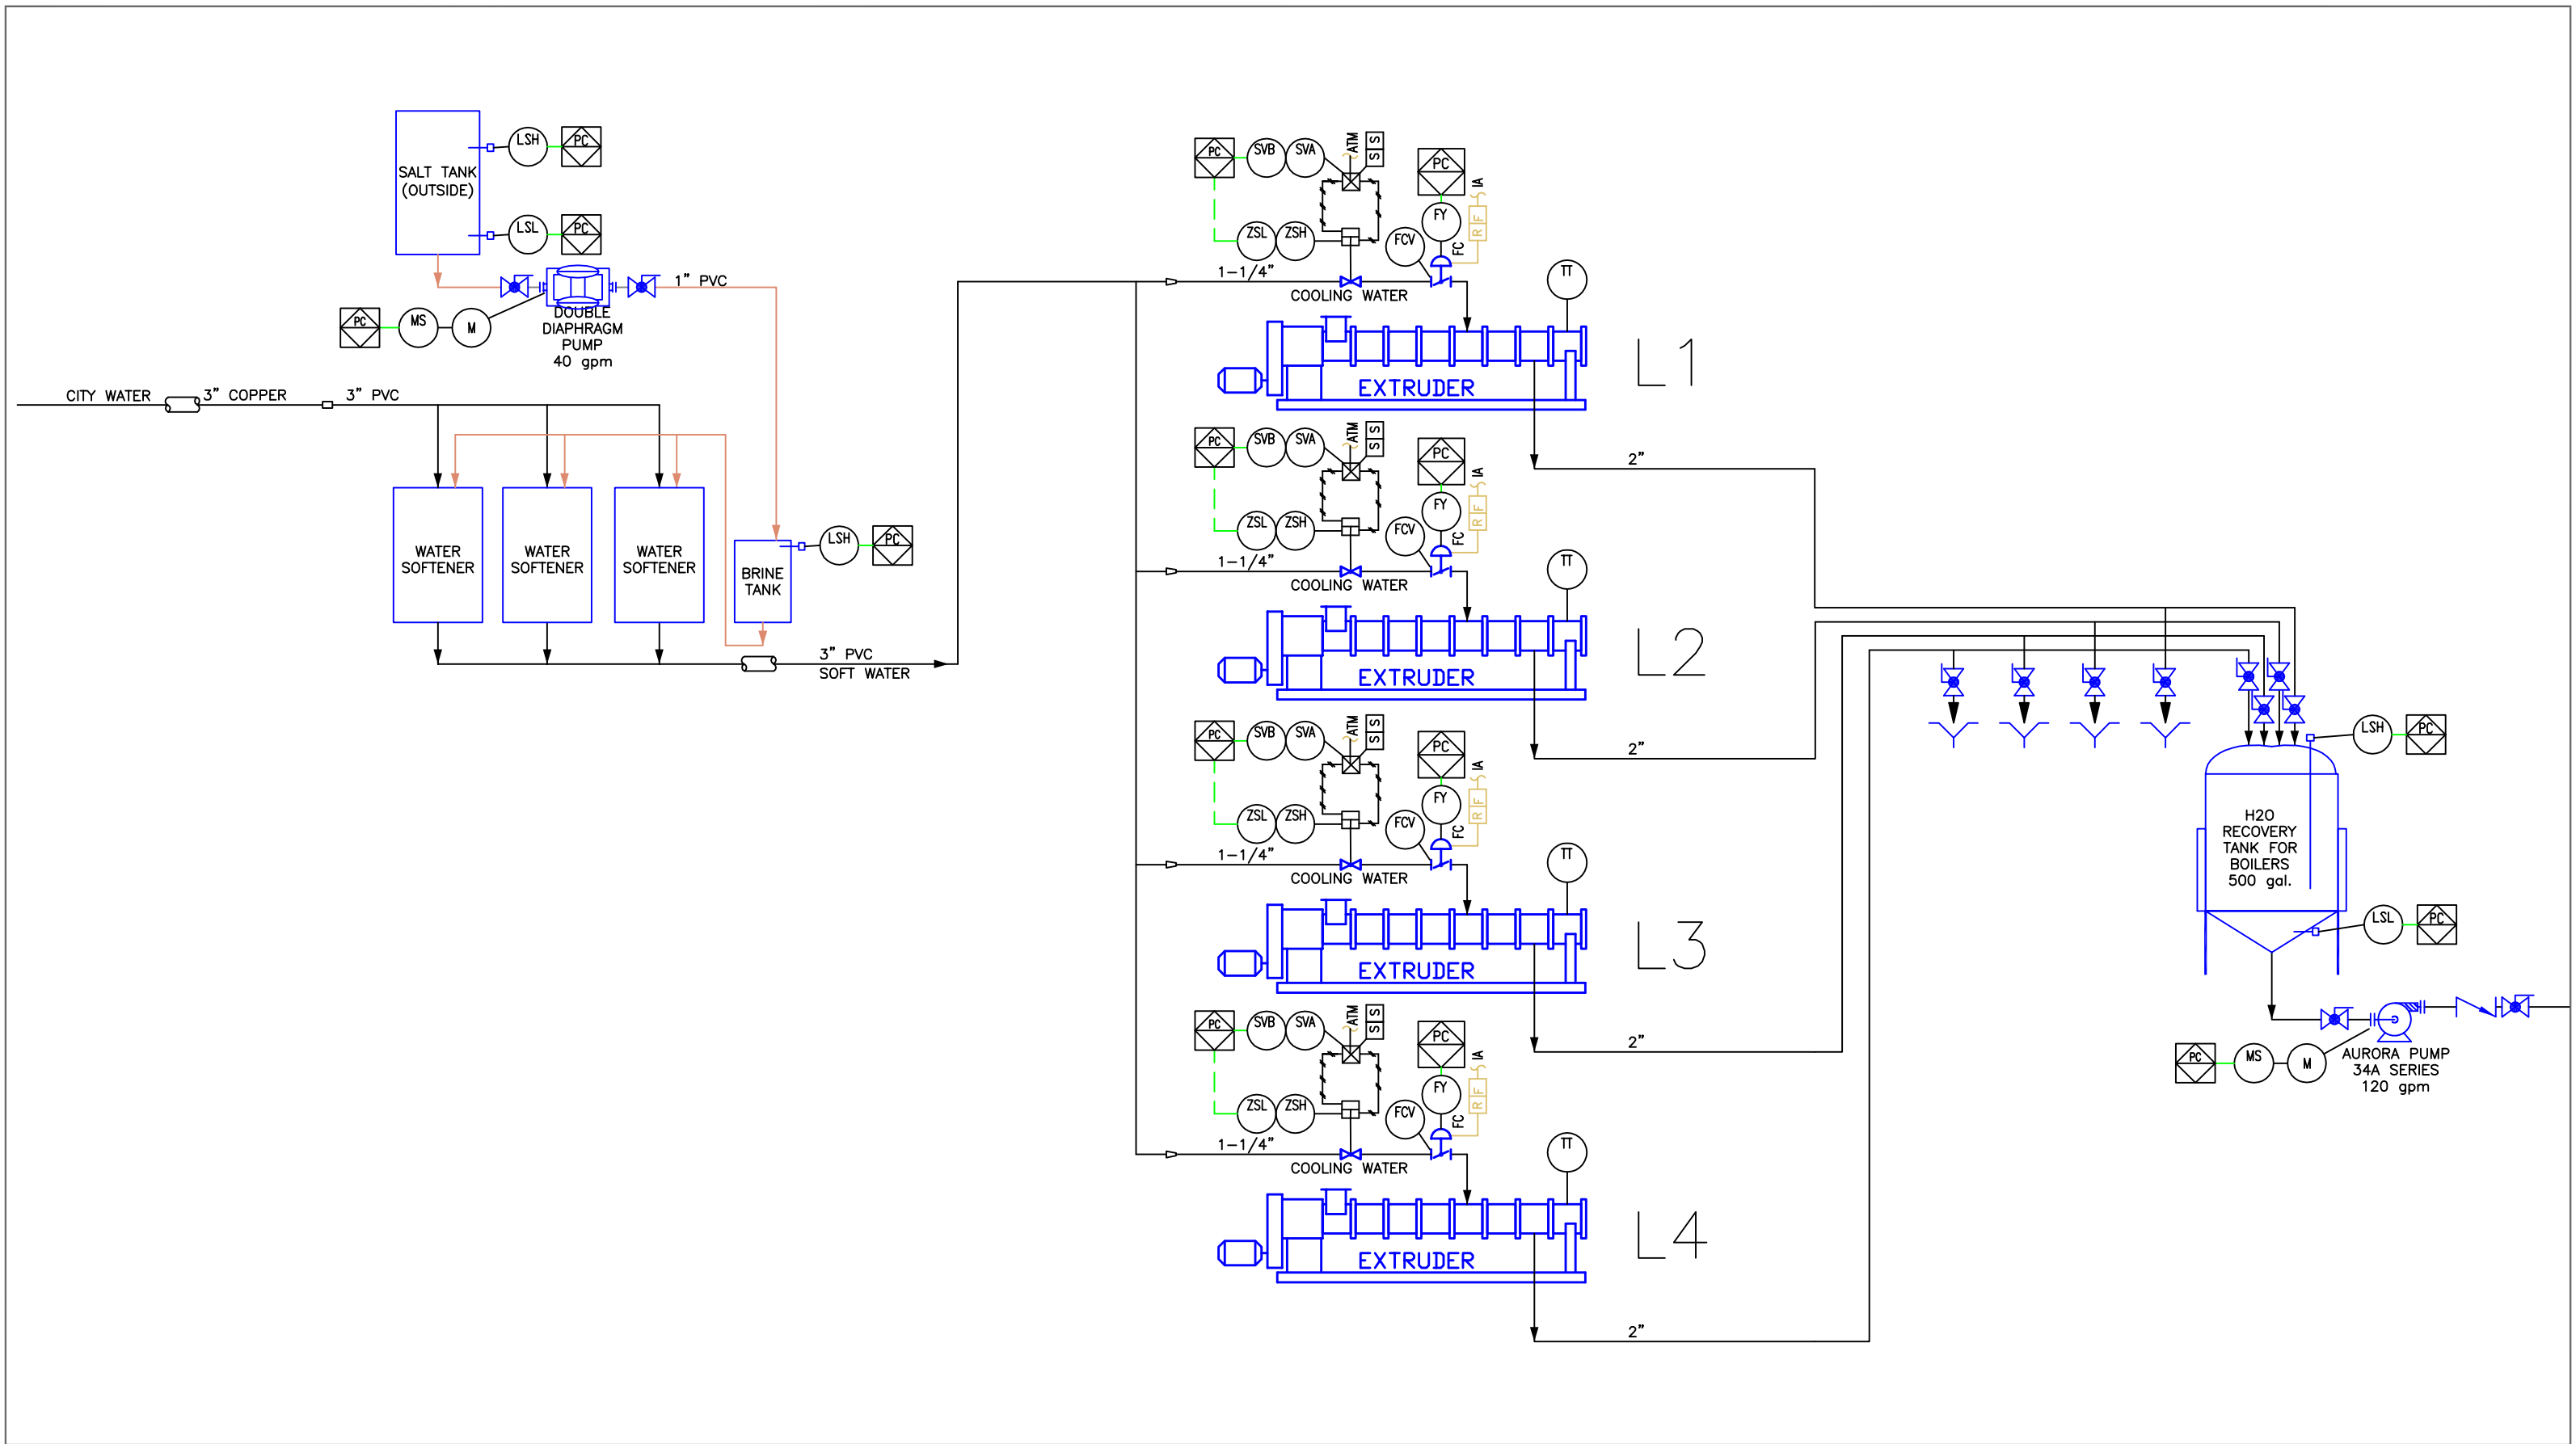 SALT TANK
(OUTSIDE)
LSH
PC
LSL
PC
1” PVC
PC
MS
M
DOUBLE
DIAPHRAGM
PUMP
40 gpm
CITY WATER
3” COPPER
3” PVC
WATER
SOFTENER
WATER
SOFTENER
WATER
SOFTENER
BRINE
TANK
LSH
PC
3” PVC
SOFT WATER
PC
SVB
SVA
ATM
S
S
PC
IA
FY
F
R
ZSL
ZSH
FCV
FC
1-1/4”
COOLING WATER
TT
EXTRUDER
L1
2”
PC
SVB
SVA
ATM
S
S
PC
IA
FY
F
R
ZSL
ZSH
FCV
FC
1-1/4”
COOLING WATER
TT
EXTRUDER
L2
2”
PC
SVB
SVA
ATM
S
S
PC
IA
FY
F
R
ZSL
ZSH
FCV
FC
1-1/4”
COOLING WATER
TT
EXTRUDER
L3
2”
PC
SVB
SVA
ATM
S
S
PC
IA
FY
F
R
ZSL
ZSH
FCV
FC
1-1/4”
COOLING WATER
TT
EXTRUDER
L4
2”
LSH
PC
H2O
RECOVERY
TANK FOR
BOILERS
500 gal.
LSL
PC
PC
MS
M
AURORA PUMP
34A SERIES
120 gpm